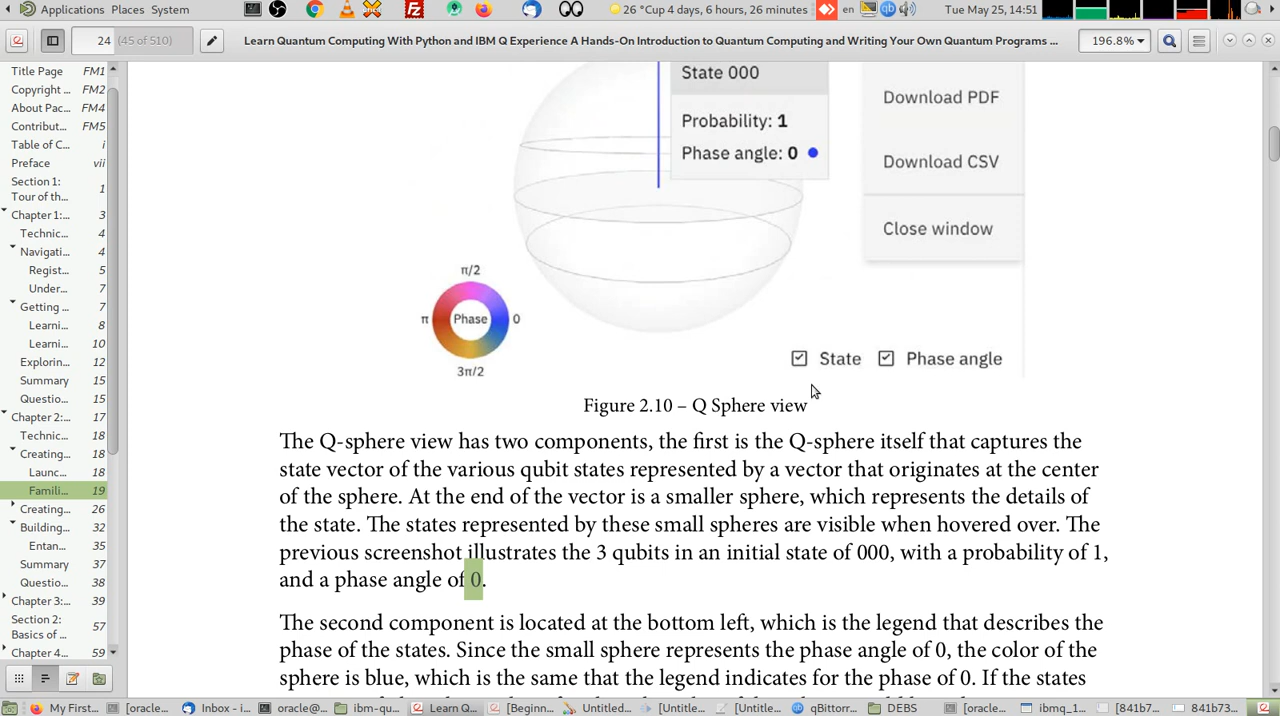 Applications Places System 26 °C up 4 days, 6 hours, 26 minutes en Tue May 25, 14:51
24 (45 of 510) Learn Quantum Computing With Python and IBM Q Experience A Hands-On Introduction to Quantum Computing and Writing Your Own Quantum Programs ... 196.8%
Title Page FM1
Copyright ... FM2
About Pac... FM4
Contribut... FM5
Table of C... i
Preface vii
Section 1:
Tour of th... 1
Chapter 1:... 3
Technic... 4
Navigati... 4
Regist... 5
Under... 7
Getting ... 7
Learni... 8
Learni... 10
Explorin... 12
Summary 15
Questio... 15
Chapter 2:... 17
Technic... 18
Creating... 18
Launc... 18
Famili... 19
Creating... 26
Building... 32
Entan... 35
Summary 37
Questio... 38
Chapter 3:... 39
Section 2:
Basics of ... 57
Chapter 4... 59
State 000
Probability: 1
Phase angle: 0
Download PDF
Download CSV
Close window
π/2
π Phase 0
3π/2
State Phase angle
Figure 2.10 – Q Sphere view
The Q-sphere view has two components, the first is the Q-sphere itself that captures the
state vector of the various qubit states represented by a vector that originates at the center
of the sphere. At the end of the vector is a smaller sphere, which represents the details of
the state. The states represented by these small spheres are visible when hovered over. The
previous screenshot illustrates the 3 qubits in an initial state of 000, with a probability of 1,
and a phase angle of 0.
The second component is located at the bottom left, which is the legend that describes the
phase of the states. Since the small sphere represents the phase angle of 0, the color of the
sphere is blue, which is the same that the legend indicates for the phase of 0. If the states
My First... [oracle... Inbox - i... oracle@... ibm-qu... Learn Q... [Beginn... Untitled... [Untitle... [Untitle... qBittorr... DEBS [oracle... ibmq_1... [841b7... 841b73...